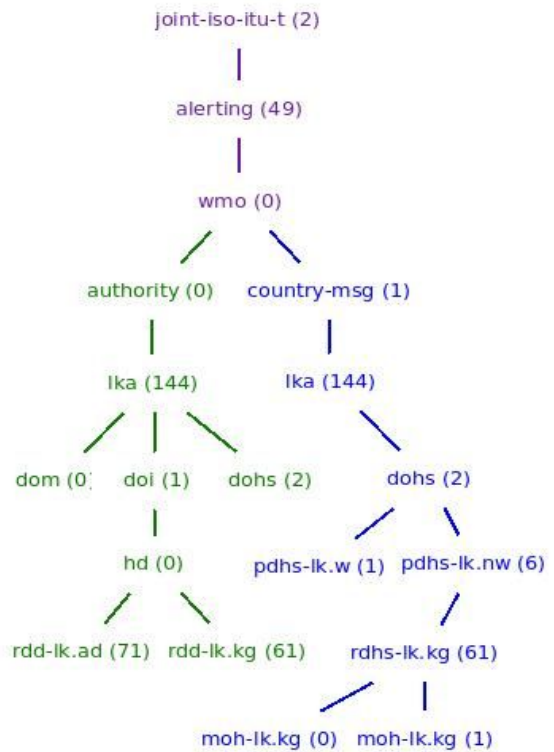 joint-iso-itu-t (2)
alerting (49)
wmo (0)
authority (0) country-msg (1)
lka (144) lka (144)
dom (0) doi (1) dohs (2) dohs (2)
hd (0) pdhs-lk.w (1) pdhs-lk.nw (6)
rdd-lk.ad (71) rdd-lk.kg (61) rdhs-lk.kg (61)
moh-lk.kg (0) moh-lk.kg (1)